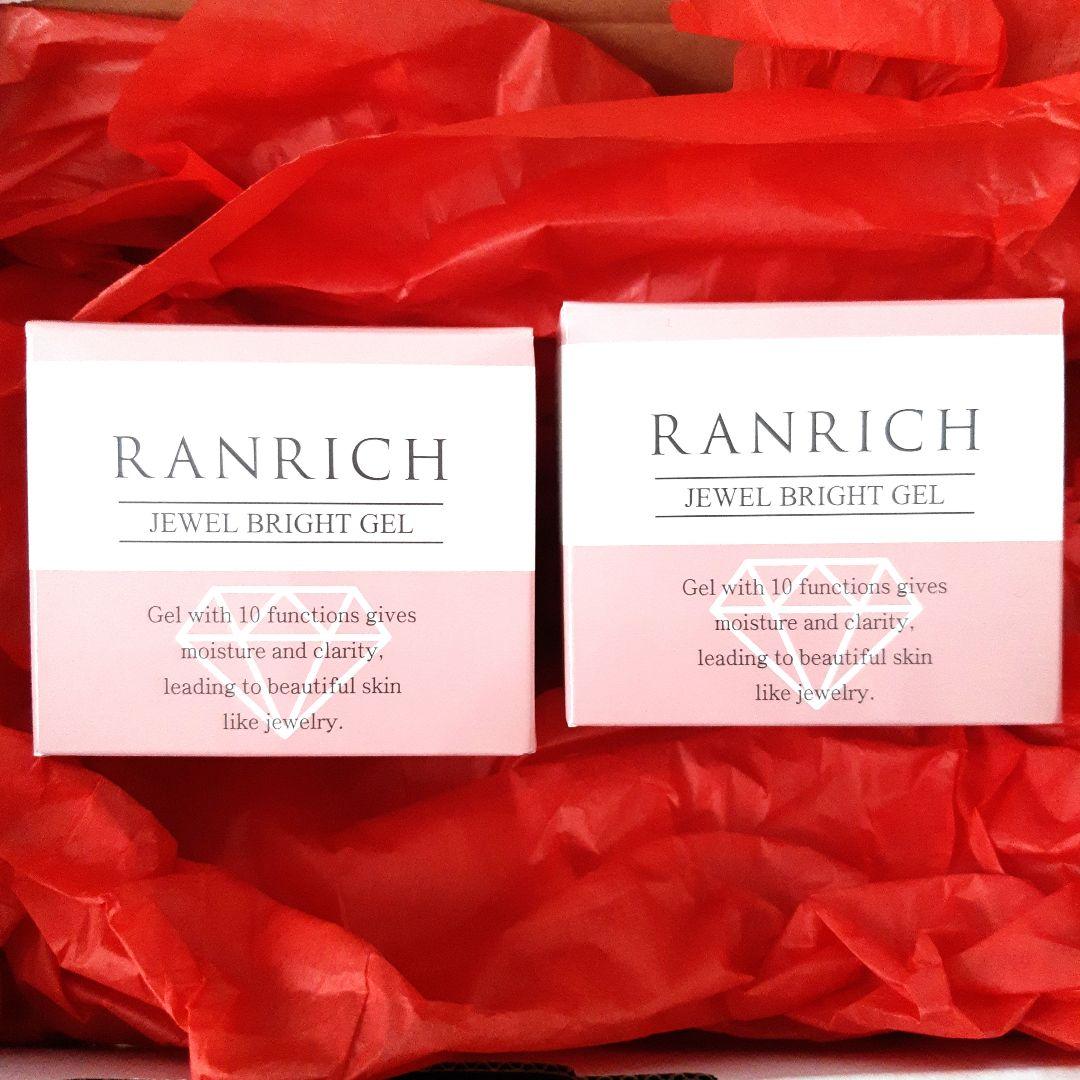 RANRICH
JEWEL BRIGHT GEL
Gel with 10 functions gives
moisture and clarity,
leading to beautiful skin
like jewelry.
RANRICH
JEWEL BRIGHT GEL
Gel with 10 functions gives
moisture and clarity,
leading to beautiful skin
like jewelry.